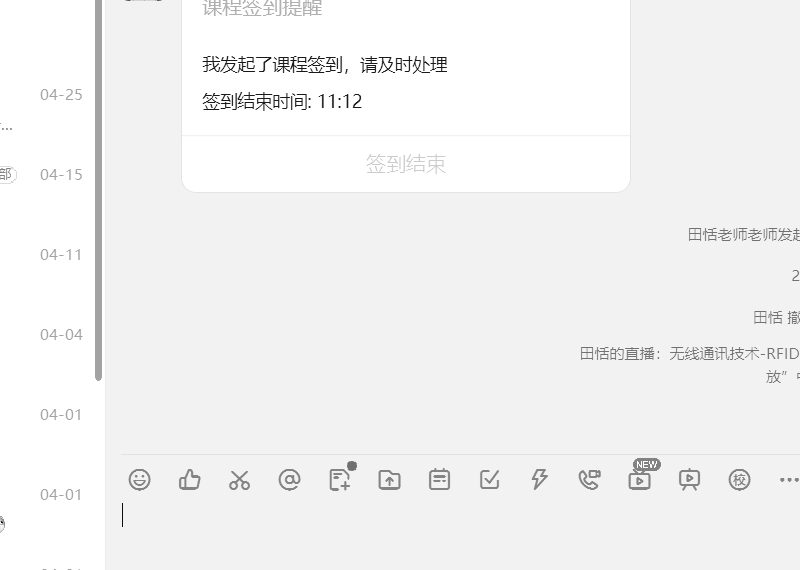 课程签到提醒
我发起了课程签到，请及时处理
签到结束时间: 11:12
签到结束
04-25
...
部
04-15
04-11
04-04
04-01
04-01
田恬老师老师发起
2
田恬 撤
田恬的直播：无线通讯技术-RFID
放”中
NEW
校